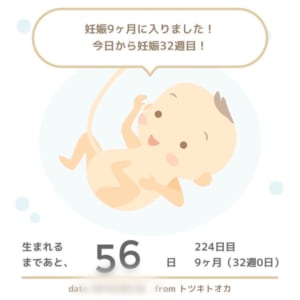 妊娠9ヶ月に入りました！
今日から妊娠32週目！
生まれる
まであと、
56
日
224日目
9ヶ月（32週0日）
date
from トツキトオカ